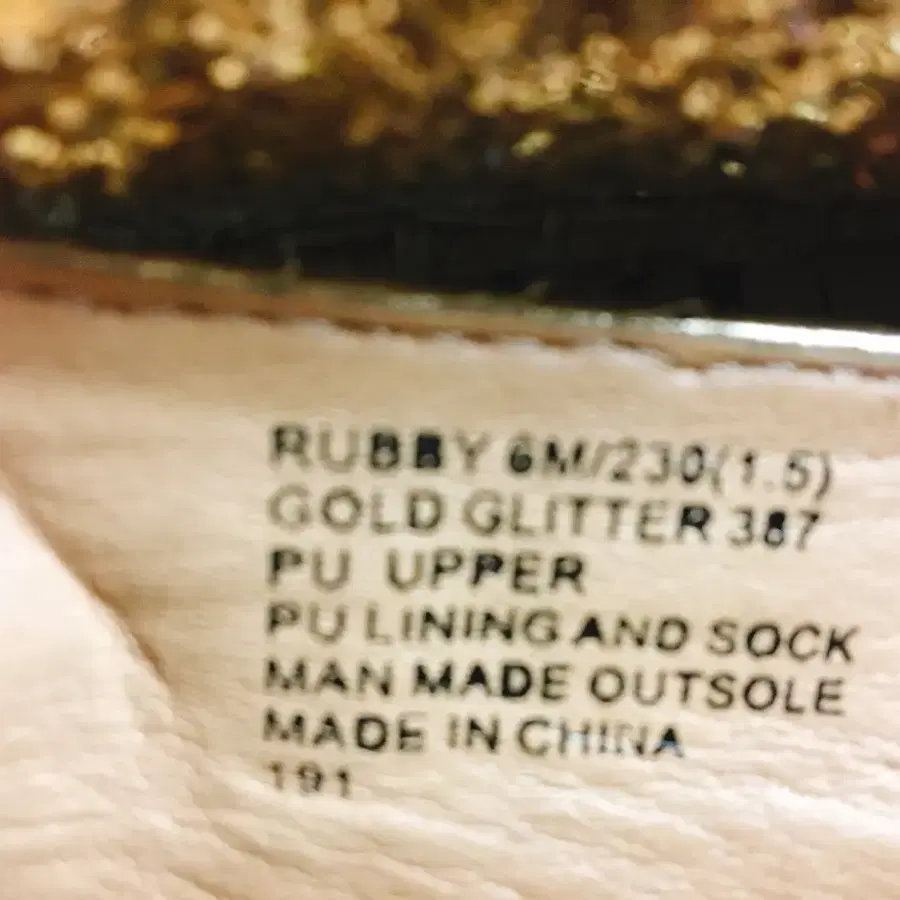 RUBBY 6M/230(1.5)
GOLD GLITTER 387
PU UPPER
PU LINING AND SOCK
MAN MADE OUTSOLE
MADE IN CHINA
191